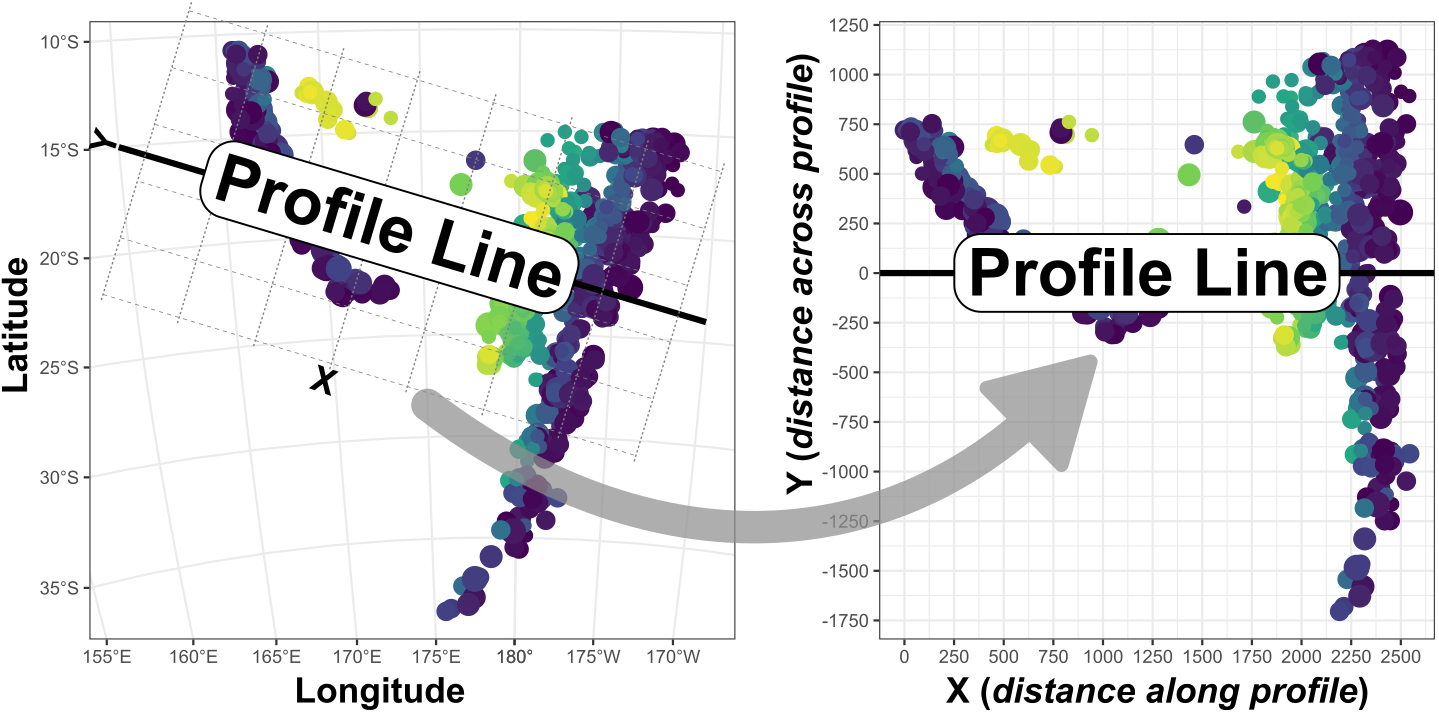 10°S
15°S
20°S
25°S
30°S
35°S
Latitude
155°E 160°E 165°E 170°E 175°E 180° 175°W 170°W
Longitude
Y
X
Profile Line
1250
1000
750
500
250
0
-250
-500
-750
-1000
-1250
-1500
-1750
Y (distance across profile)
Profile Line
0 250 500 750 1000 1250 1500 1750 2000 2250 2500
X (distance along profile)